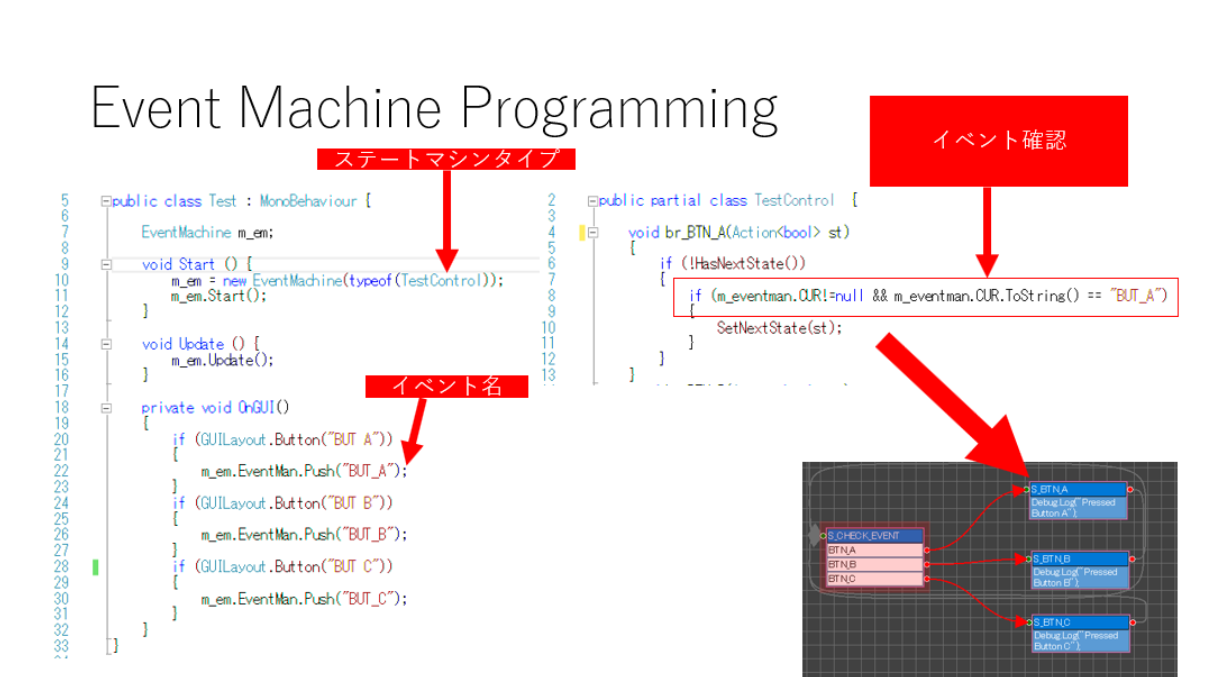 Event Machine Programming
ステートマシンタイプ
5 public class Test : MonoBehaviour {
6
7 EventMachine m_em;
8
9 void Start () {
10 m_em = new EventMachine(typeof(TestControl));
11 m_em.Start();
12 }
13
14 void Update () {
15 m_em.Update();
16 }
17
イベント名
18 private void OnGUI()
19 {
20 if (GUILayout.Button("BUT A"))
21 {
22 m_em.EventMan.Push("BUT_A");
23 }
24 if (GUILayout.Button("BUT B"))
25 {
26 m_em.EventMan.Push("BUT_B");
27 }
28 if (GUILayout.Button("BUT C"))
29 {
30 m_em.EventMan.Push("BUT_C");
31 }
32 }
33 }
イベント確認
2 public partial class TestControl {
3
4 void br_BTN_A(Action<bool> st)
5 {
6 if (!HasNextState())
7 {
8 if (m_eventman.CUR!=null && m_eventman.CUR.ToString() == "BUT_A")
9 {
10 SetNextState(st);
11 }
12 }
13 }
S_CHECK_EVENT
BTN_A
BTN_B
BTN_C
S_BTN_A
Debug.Log("Pressed
Button A");
S_BTN_B
Debug.Log("Pressed
Button B");
S_BTN_C
Debug.Log("Pressed
Button C");